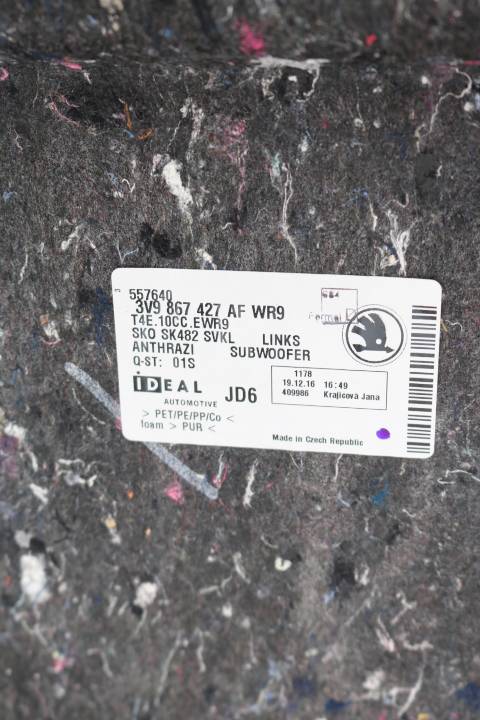 557640
3V9 867 427 AF WR9
T4E.10CC.EWR9
SKO SK482 SVKL LINKS
ANTHRAZI SUBWOOFER
Q-ST: 01S
1178
19.12.16 16:49
409986 Krajicova Jana
IDEAL JD6
AUTOMOTIVE
> PET/PE/PP/Co <
foam > PUR <
Made in Czech Republic